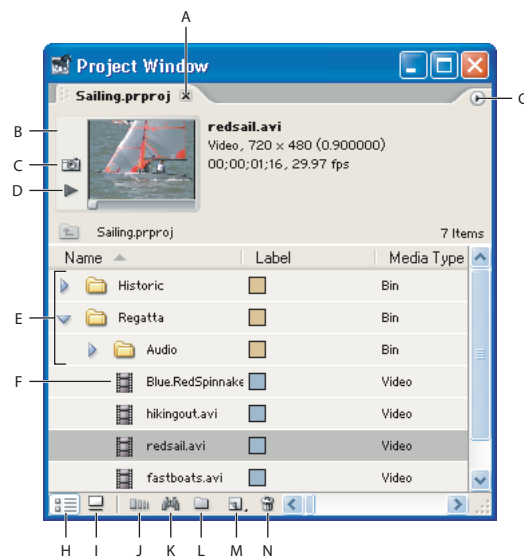 A
Project Window
Sailing.prproj
B
redsail.avi
Video, 720 x 480 (0.900000)
C
00;00;01;16, 29.97 fps
D
Sailing.prproj
7 Items
Name
Label
Media Type
Historic
Bin
E
Regatta
Bin
Audio
Bin
F
Blue.RedSpinnake
Video
hikingout.avi
Video
redsail.avi
Video
fastboats.avi
Video
H
I
J
K
L
M
N